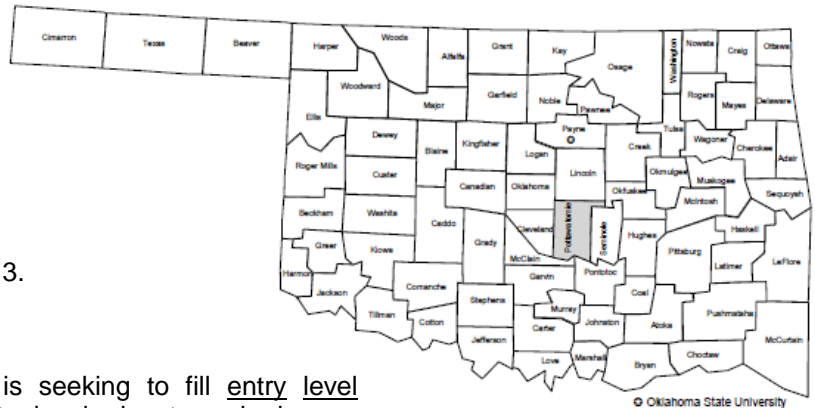 Cimarron
Texas
Beaver
Harper
Woods
Alfalfa
Grant
Kay
Osage
Washington
Nowata
Craig
Ottawa
Woodward
Major
Garfield
Noble
Pawnee
Rogers
Mayes
Delaware
Ellis
Dewey
Blaine
Kingfisher
Logan
Payne
Creek
Tulsa
Wagoner
Cherokee
Adair
Roger Mills
Custer
Canadian
Oklahoma
Lincoln
Okfuskee
Okmulgee
Muskogee
McIntosh
Sequoyah
Beckham
Washita
Caddo
Grady
Cleveland
Pottawatomie
Seminole
Hughes
Pittsburg
Haskell
Greer
Kiowa
McClain
Garvin
Pontotoc
Latimer
LeFlore
3.
Harmon
Jackson
Comanche
Stephens
Murray
Coal
Tillman
Cotton
Jefferson
Carter
Johnston
Atoka
Pushmataha
McCurtain
Love
Marshall
Bryan
Choctaw
is seeking to fill entry level
Oklahoma State University